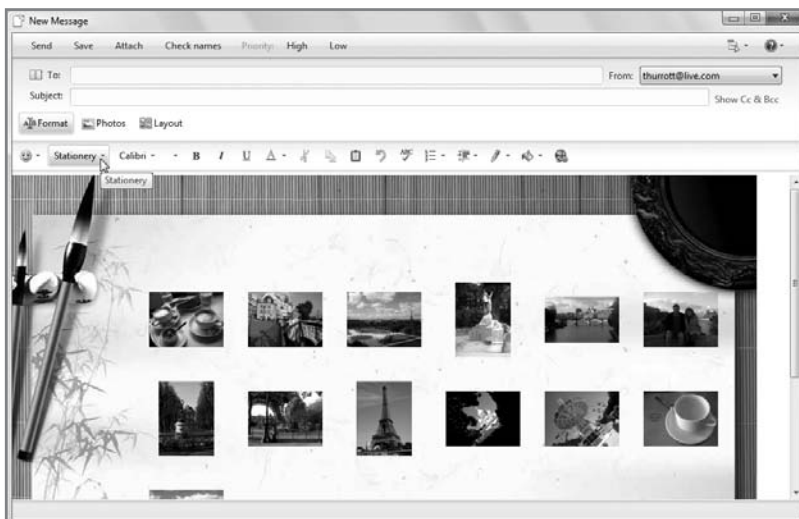 New Message
Send Save Attach Check names Priority: High Low
To: From: thurrott@live.com
Subject: Show Cc & Bcc
Format Photos Layout
Stationery Calibri B I U A ABC
Stationery